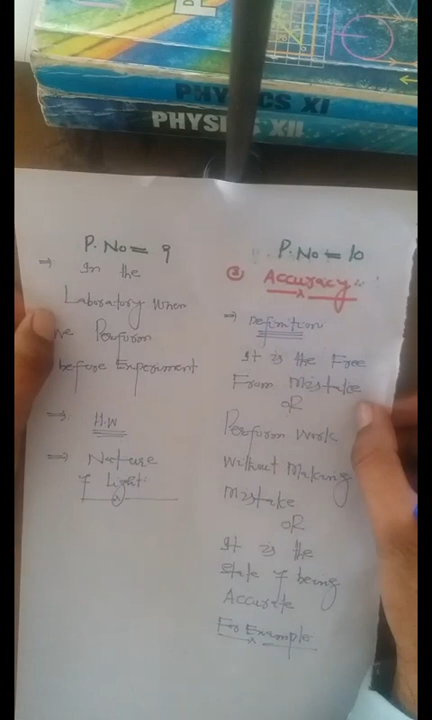 PHYSICS XI
PHYSICS XII
P. No = 9
⇒ In the
Laboratory When
we Perform
before Experiment
⇒ H.W
⇒ Nature
of Light.
P. No = 10
② Accuracy
⇒ Definition
It is the Free
From Mistake
OR
Perform Work
Without Making
Mistake
OR
It is the
State of being
Accurate
For Example